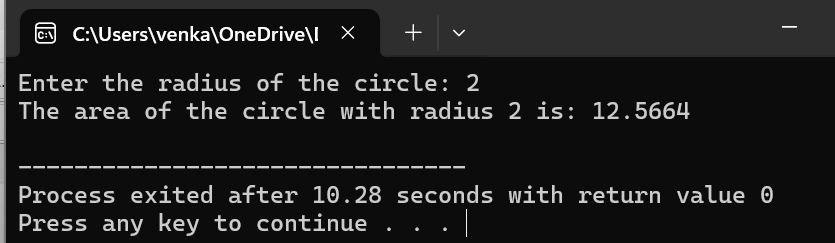 C:\Users\venka\OneDrive\I
Enter the radius of the circle: 2
The area of the circle with radius 2 is: 12.5664
--------------------------------
Process exited after 10.28 seconds with return value 0
Press any key to continue . . .